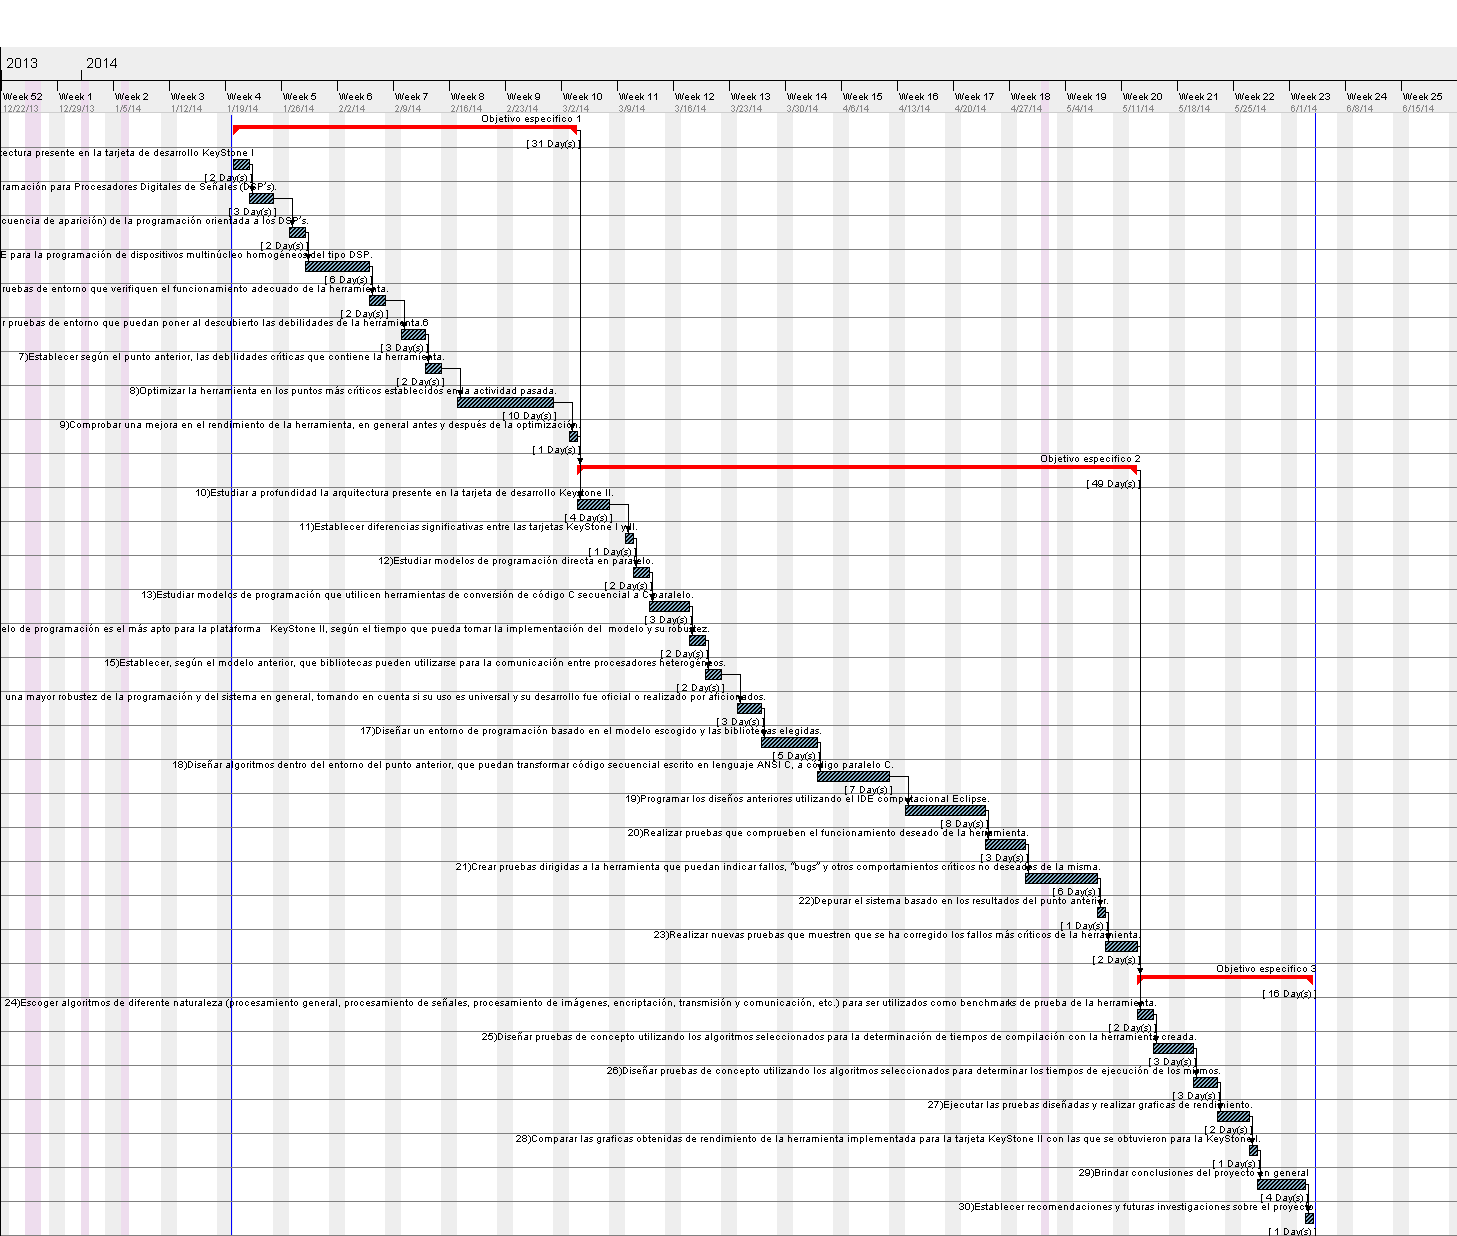 2013 2014
Week 52 Week 1 Week 2 Week 3 Week 4 Week 5 Week 6 Week 7 Week 8 Week 9 Week 10 Week 11 Week 12 Week 13 Week 14 Week 15 Week 16 Week 17 Week 18 Week 19 Week 20 Week 21 Week 22 Week 23 Week 24 Week 25
12/22/13 12/29/13 1/5/14 1/12/14 1/19/14 1/26/14 2/2/14 2/9/14 2/16/14 2/23/14 3/2/14 3/9/14 3/16/14 3/23/14 3/30/14 4/6/14 4/13/14 4/20/14 4/27/14 5/4/14 5/11/14 5/18/14 5/25/14 6/1/14 6/8/14 6/15/14
Objetivo especifico 1
[ 31 Day(s) ]
tectura presente en la tarjeta de desarrollo KeyStone I
[ 2 Day(s) ]
ramación para Procesadores Digitales de Señales (DSP's).
[ 3 Day(s) ]
cuencia de aparición) de la programación orientada a los DSP's.
[ 2 Day(s) ]
E para la programación de dispositivos multinúcleo homogéneos del tipo DSP.
[ 6 Day(s) ]
ruebas de entorno que verifiquen el funcionamiento adecuado de la herramienta.
[ 2 Day(s) ]
r pruebas de entorno que puedan poner al descubierto las debilidades de la herramienta.6
[ 3 Day(s) ]
7)Establecer según el punto anterior, las debilidades críticas que contiene la herramienta.
[ 2 Day(s) ]
8)Optimizar la herramienta en los puntos más críticos establecidos en la actividad pasada.
[ 10 Day(s) ]
9)Comprobar una mejora en el rendimiento de la herramienta, en general antes y después de la optimización.
[ 1 Day(s) ]
Objetivo especifico 2
[ 49 Day(s) ]
10)Estudiar a profundidad la arquitectura presente en la tarjeta de desarrollo Keystone II.
[ 4 Day(s) ]
11)Establecer diferencias significativas entre las tarjetas KeyStone I y II.
[ 1 Day(s) ]
12)Estudiar modelos de programación directa en paralelo.
[ 2 Day(s) ]
13)Estudiar modelos de programación que utilicen herramientas de conversión de código C secuencial a C paralelo.
[ 3 Day(s) ]
elo de programación es el más apto para la plataforma KeyStone II, según el tiempo que pueda tomar la implementación del modelo y su robustez.
[ 2 Day(s) ]
15)Establecer, según el modelo anterior, que bibliotecas pueden utilizarse para la comunicación entre procesadores heterogéneos.
[ 2 Day(s) ]
una mayor robustez de la programación y del sistema en general, tomando en cuenta si su uso es universal y su desarrollo fue oficial o realizado por aficionados.
[ 3 Day(s) ]
17)Diseñar un entorno de programación basado en el modelo escogido y las bibliotecas elegidas.
[ 5 Day(s) ]
18)Diseñar algoritmos dentro del entorno del punto anterior, que puedan transformar código secuencial escrito en lenguaje ANSI C, a código paralelo C.
[ 7 Day(s) ]
19)Programar los diseños anteriores utilizando el IDE computacional Eclipse.
[ 8 Day(s) ]
20)Realizar pruebas que comprueben el funcionamiento deseado de la herramienta.
[ 3 Day(s) ]
21)Crear pruebas dirigidas a la herramienta que puedan indicar fallos, "bugs" y otros comportamientos críticos no deseados de la misma.
[ 6 Day(s) ]
22)Depurar el sistema basado en los resultados del punto anterior.
[ 1 Day(s) ]
23)Realizar nuevas pruebas que muestren que se ha corregido los fallos más críticos de la herramienta.
[ 2 Day(s) ]
Objetivo especifico 3
[ 16 Day(s) ]
24)Escoger algoritmos de diferente naturaleza (procesamiento general, procesamiento de señales, procesamiento de imágenes, encriptación, transmisión y comunicación, etc.) para ser utilizados como benchmarks de prueba de la herramienta.
[ 2 Day(s) ]
25)Diseñar pruebas de concepto utilizando los algoritmos seleccionados para la determinación de tiempos de compilación con la herramienta creada.
[ 3 Day(s) ]
26)Diseñar pruebas de concepto utilizando los algoritmos seleccionados para determinar los tiempos de ejecución de los mismos.
[ 3 Day(s) ]
27)Ejecutar las pruebas diseñadas y realizar graficas de rendimiento.
[ 2 Day(s) ]
28)Comparar las graficas obtenidas de rendimiento de la herramienta implementada para la tarjeta KeyStone II con las que se obtuvieron para la KeyStone I.
[ 1 Day(s) ]
29)Brindar conclusiones del proyecto en general
[ 4 Day(s) ]
30)Establecer recomendaciones y futuras investigaciones sobre el proyecto
[ 1 Day(s) ]